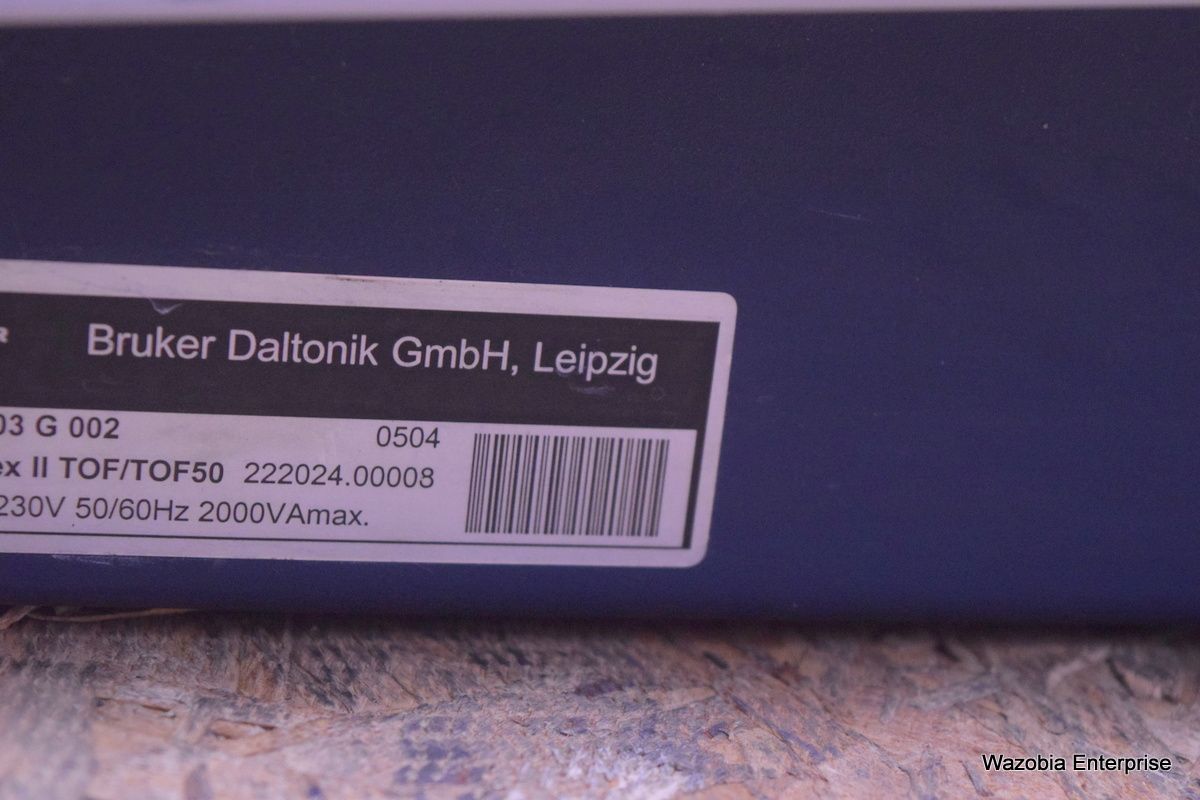 R
Bruker Daltonik GmbH, Leipzig
03 G 002 0504
ex II TOF/TOF50 222024.00008
230V 50/60Hz 2000VAmax.
Wazobia Enterprise